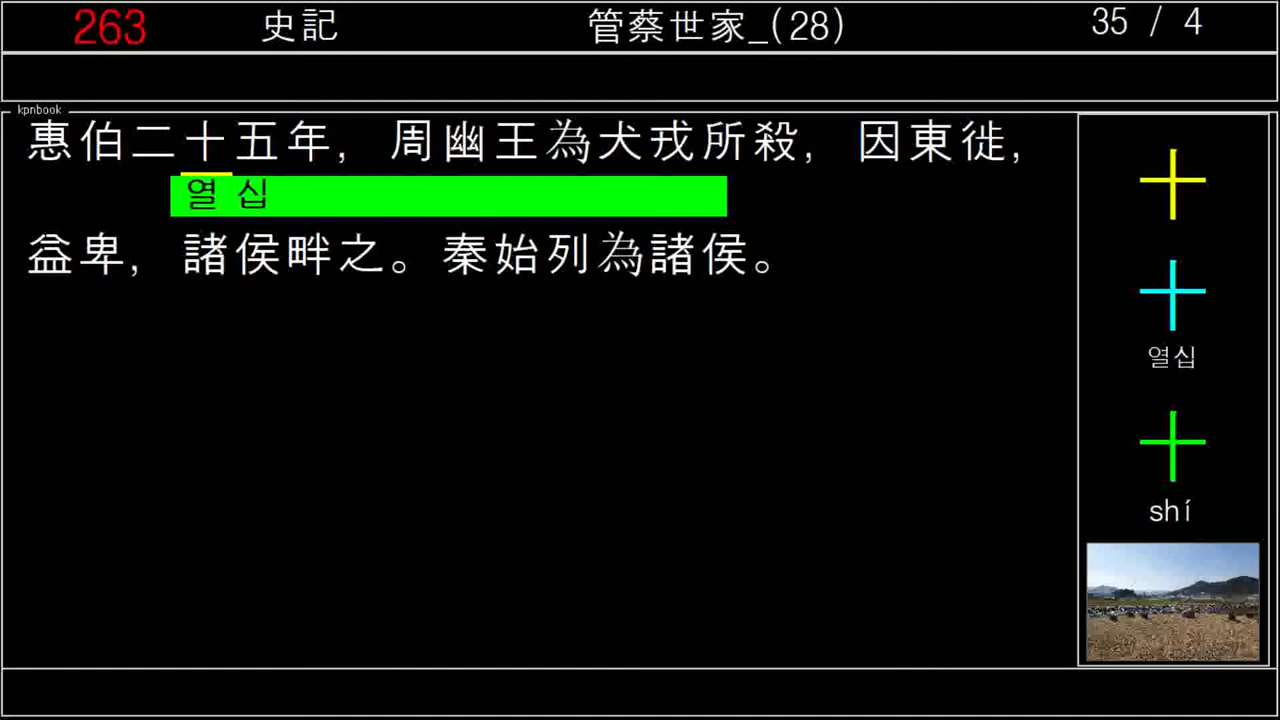 263 史記 管蔡世家_(28) 35 / 4
kpnbook
惠伯二十五年, 周幽王為犬戎所殺, 因東徙,
열 십
益卑, 諸侯畔之。秦始列為諸侯。
十
十
열십
十
shí